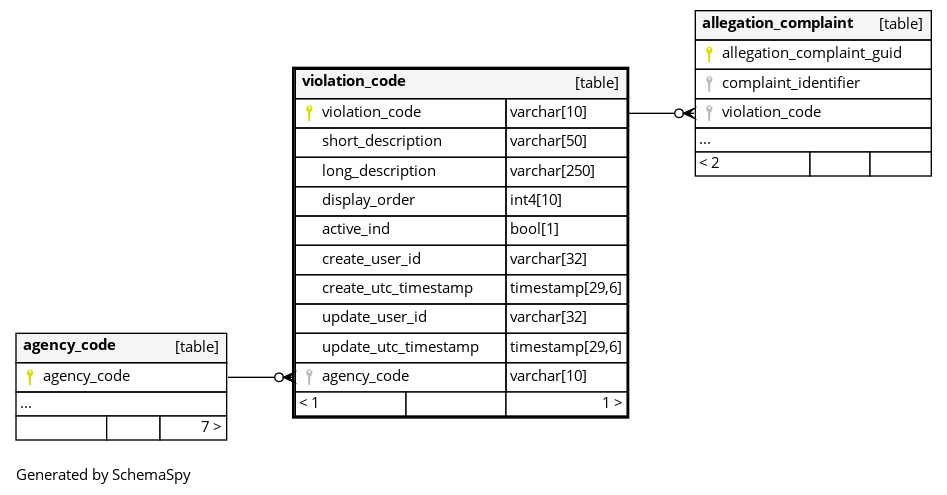 allegation_complaint [table]
allegation_complaint_guid
complaint_identifier
violation_code
...
< 2
violation_code [table]
violation_code varchar[10]
short_description varchar[50]
long_description varchar[250]
display_order int4[10]
active_ind bool[1]
create_user_id varchar[32]
create_utc_timestamp timestamp[29,6]
update_user_id varchar[32]
update_utc_timestamp timestamp[29,6]
agency_code varchar[10]
< 1 1 >
agency_code [table]
agency_code
...
7 >
Generated by SchemaSpy